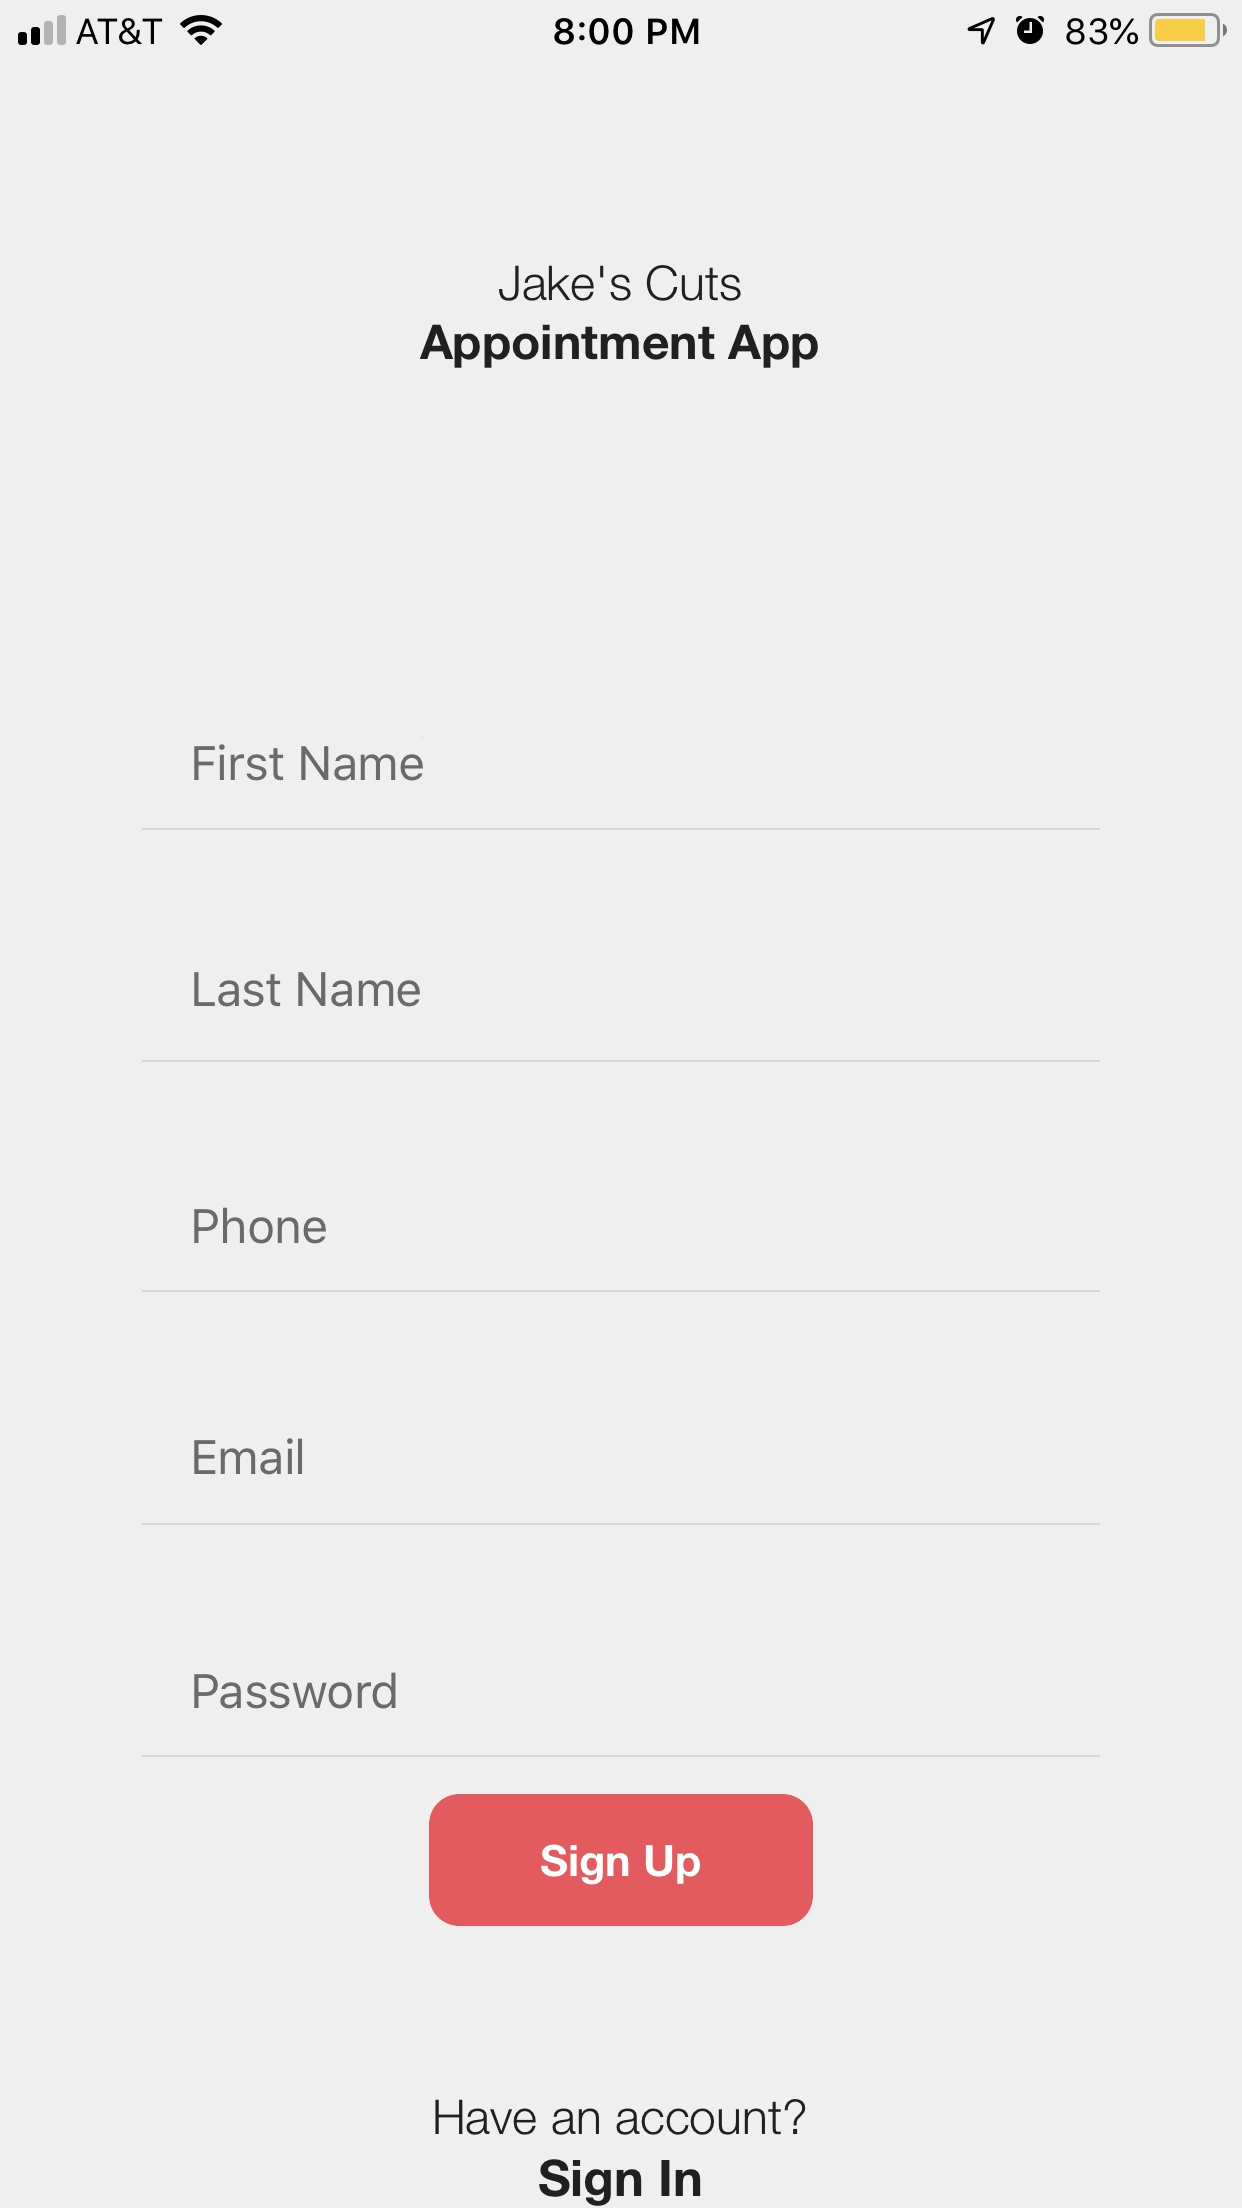 AT&T 8:00 PM 83%
Jake's Cuts
Appointment App
First Name
Last Name
Phone
Email
Password
Sign Up
Have an account?
Sign In